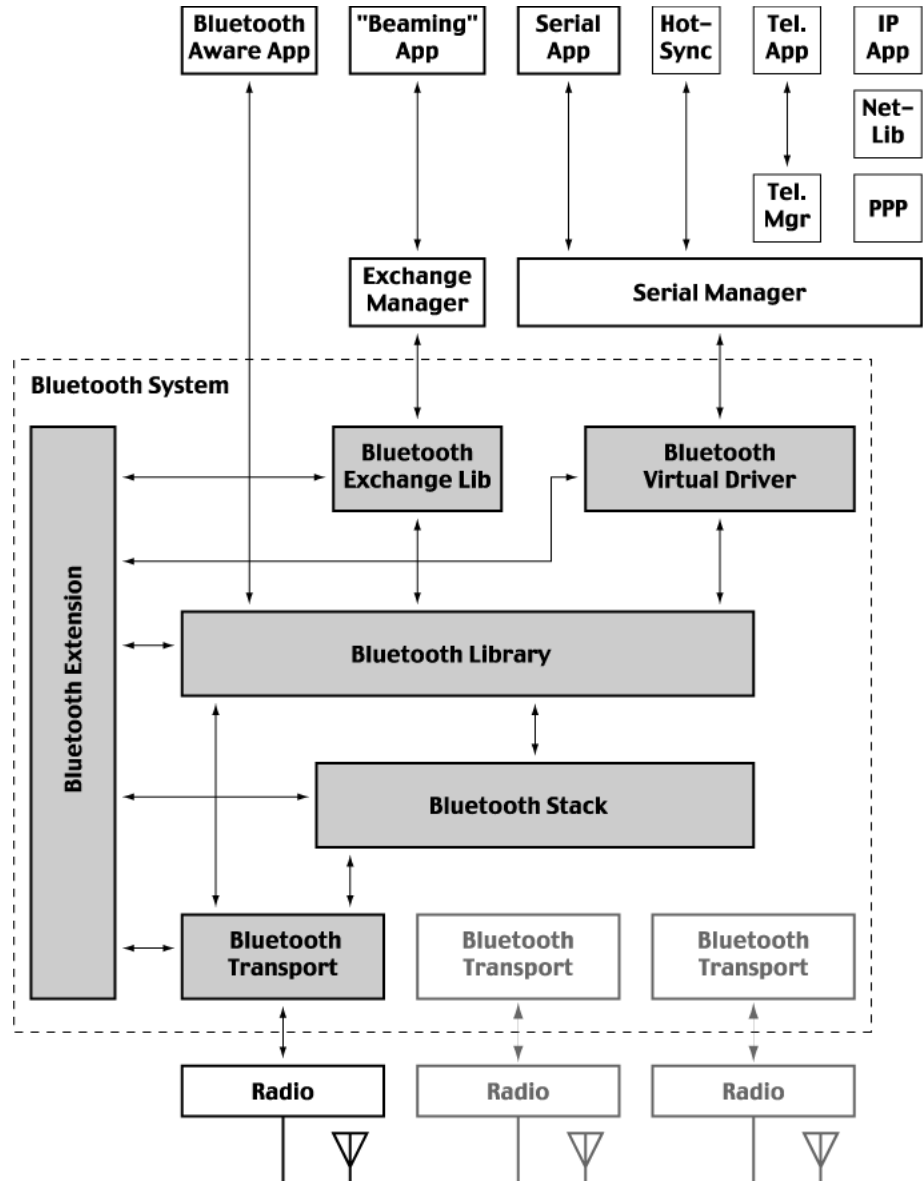 Bluetooth
Aware App
"Beaming"
App
Serial
App
Hot-
Sync
Tel.
App
IP
App
Net-
Lib
Tel.
Mgr
PPP
Exchange
Manager
Serial Manager
Bluetooth System
Bluetooth
Exchange Lib
Bluetooth
Virtual Driver
Bluetooth Extension
Bluetooth Library
Bluetooth Stack
Bluetooth
Transport
Bluetooth
Transport
Bluetooth
Transport
Radio
Radio
Radio